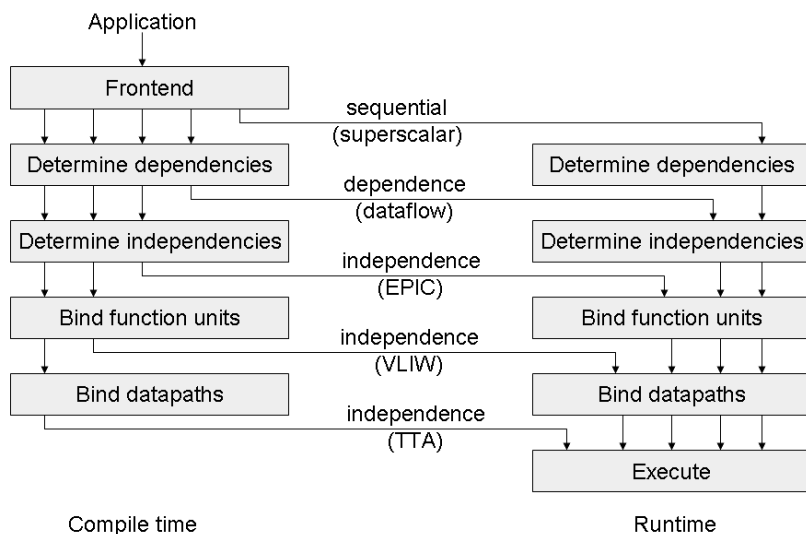 Application
Frontend
sequential
(superscalar)
Determine dependencies
Determine dependencies
dependence
(dataflow)
Determine independencies
Determine independencies
independence
(EPIC)
Bind function units
Bind function units
independence
(VLIW)
Bind datapaths
Bind datapaths
independence
(TTA)
Execute
Compile time
Runtime